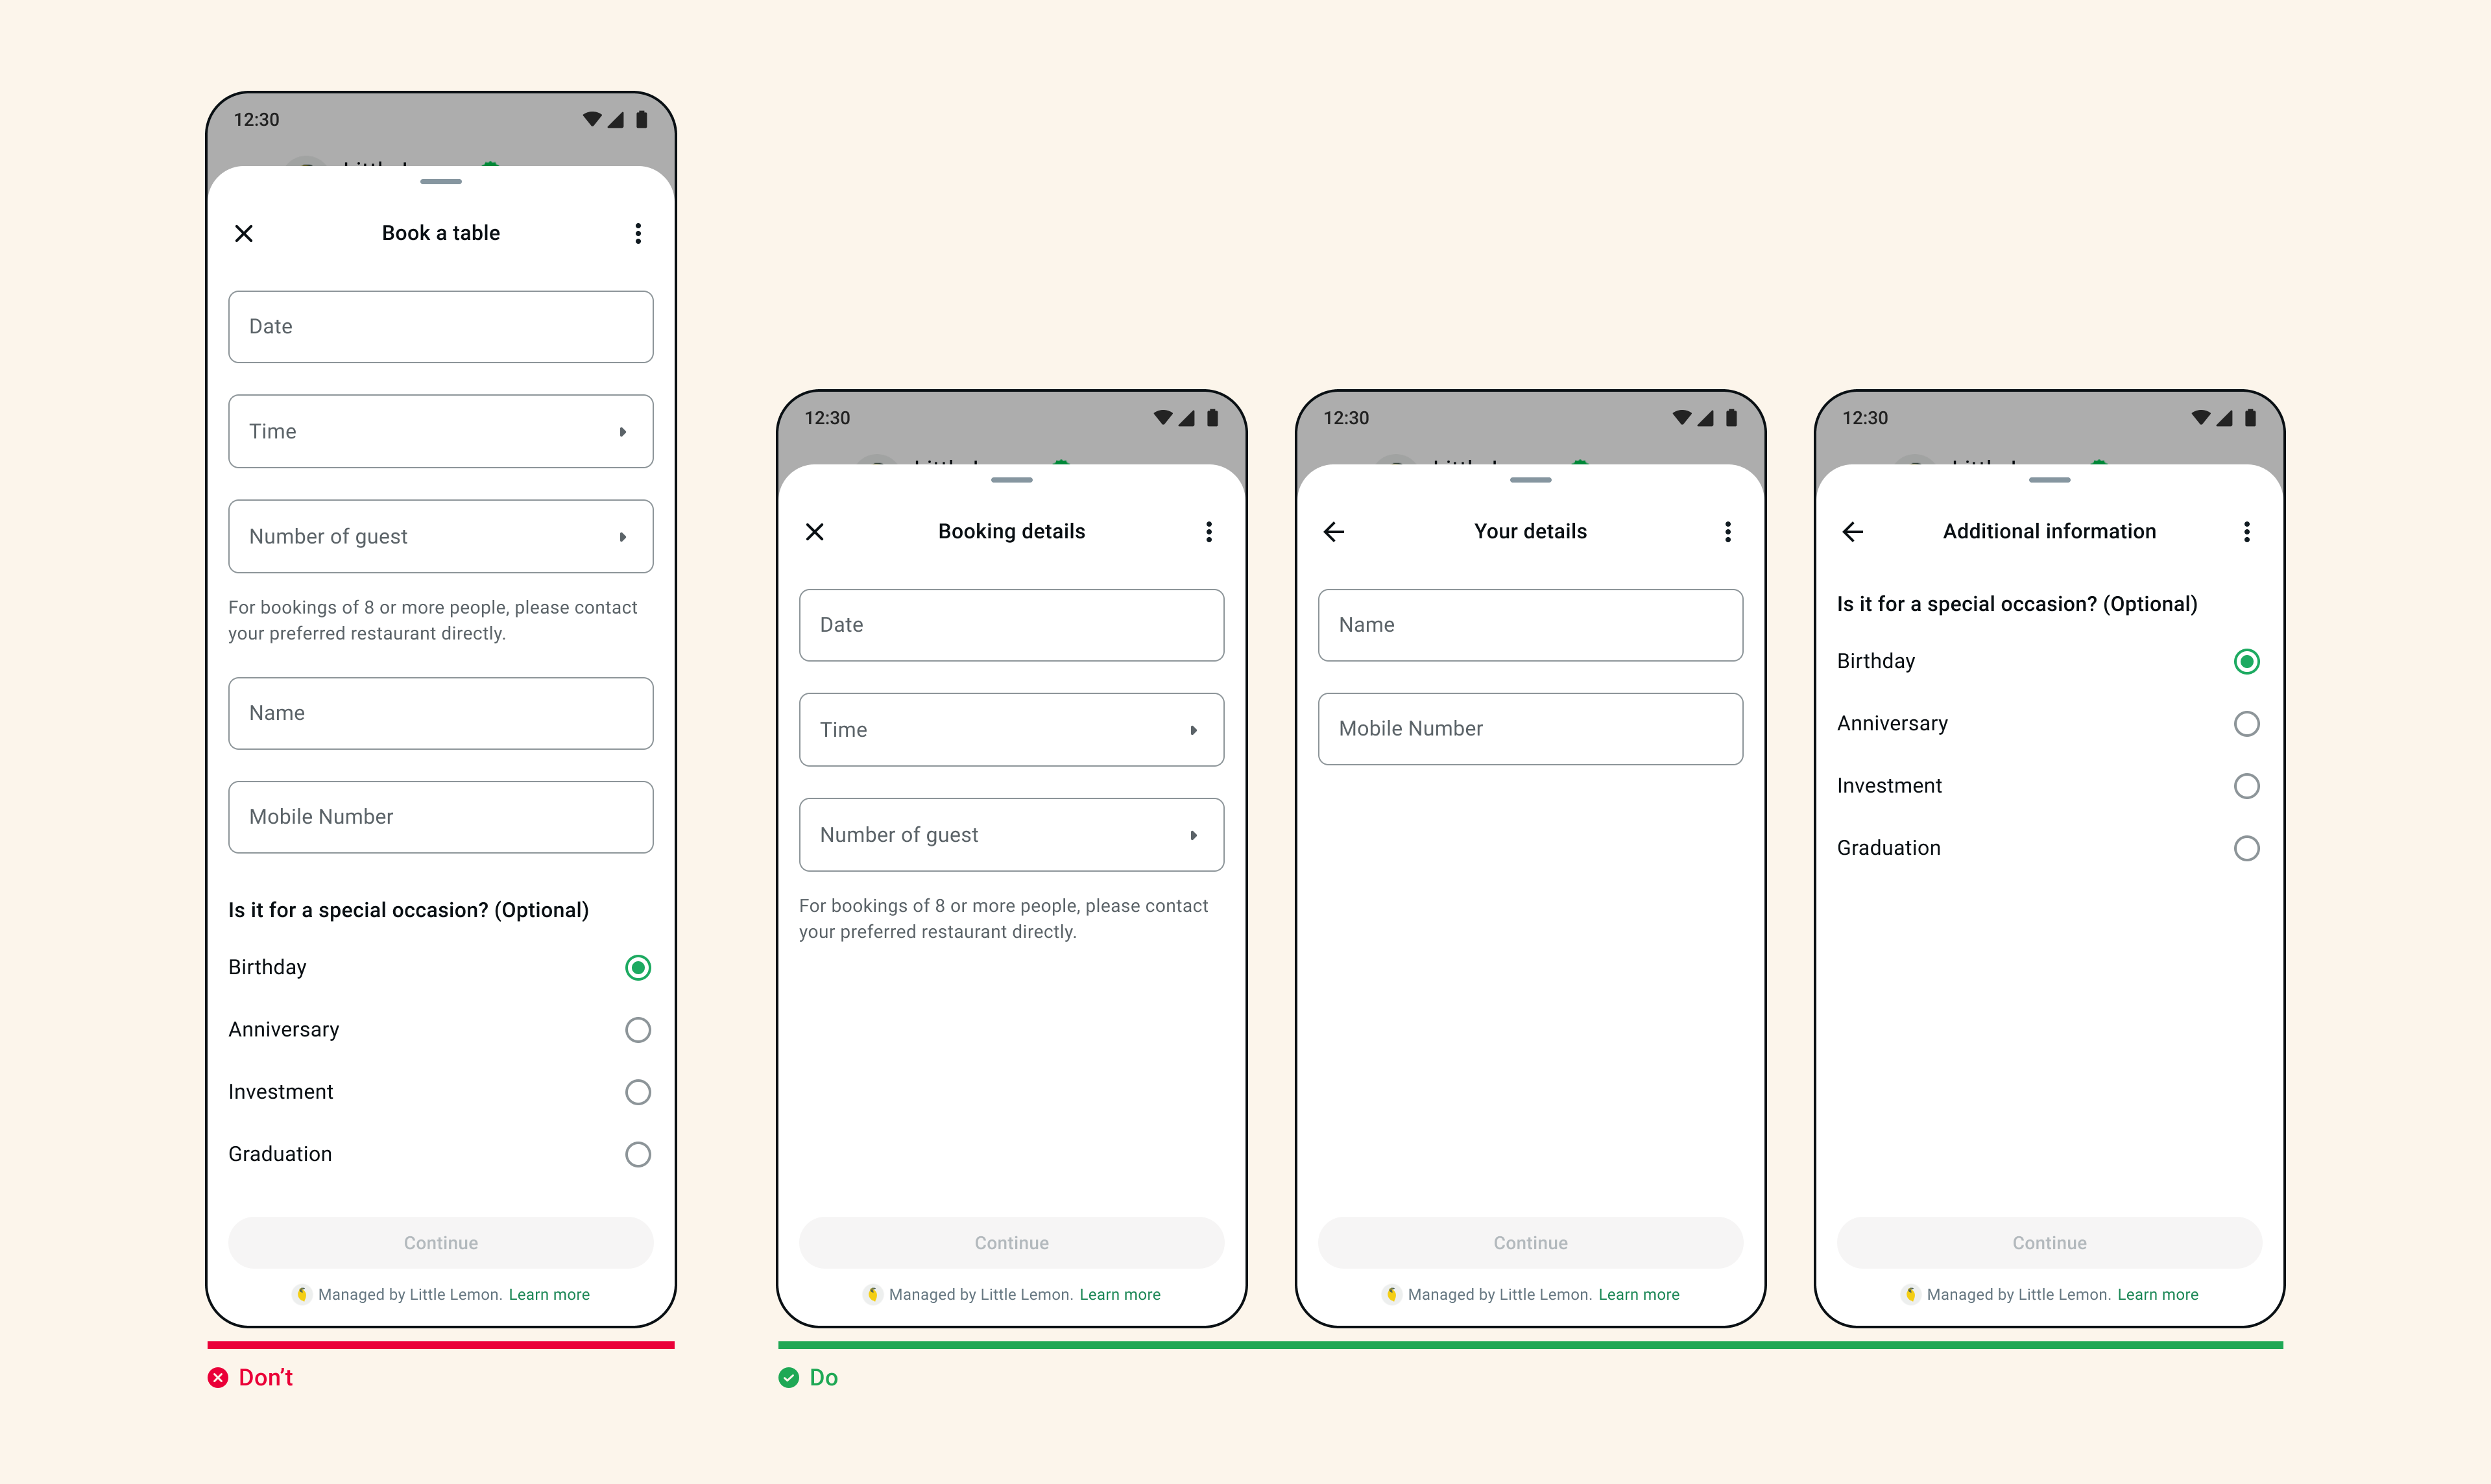 12:30
Book a table
Date
Time
Number of guest
For bookings of 8 or more people, please contact
your preferred restaurant directly.
Name
Mobile Number
Is it for a special occasion? (Optional)
Birthday
Anniversary
Investment
Graduation
Continue
Managed by Little Lemon. Learn more
Don’t
12:30
Booking details
Date
Time
Number of guest
For bookings of 8 or more people, please contact
your preferred restaurant directly.
Continue
Managed by Little Lemon. Learn more
12:30
Your details
Name
Mobile Number
Continue
Managed by Little Lemon. Learn more
12:30
Additional information
Is it for a special occasion? (Optional)
Birthday
Anniversary
Investment
Graduation
Continue
Managed by Little Lemon. Learn more
Do